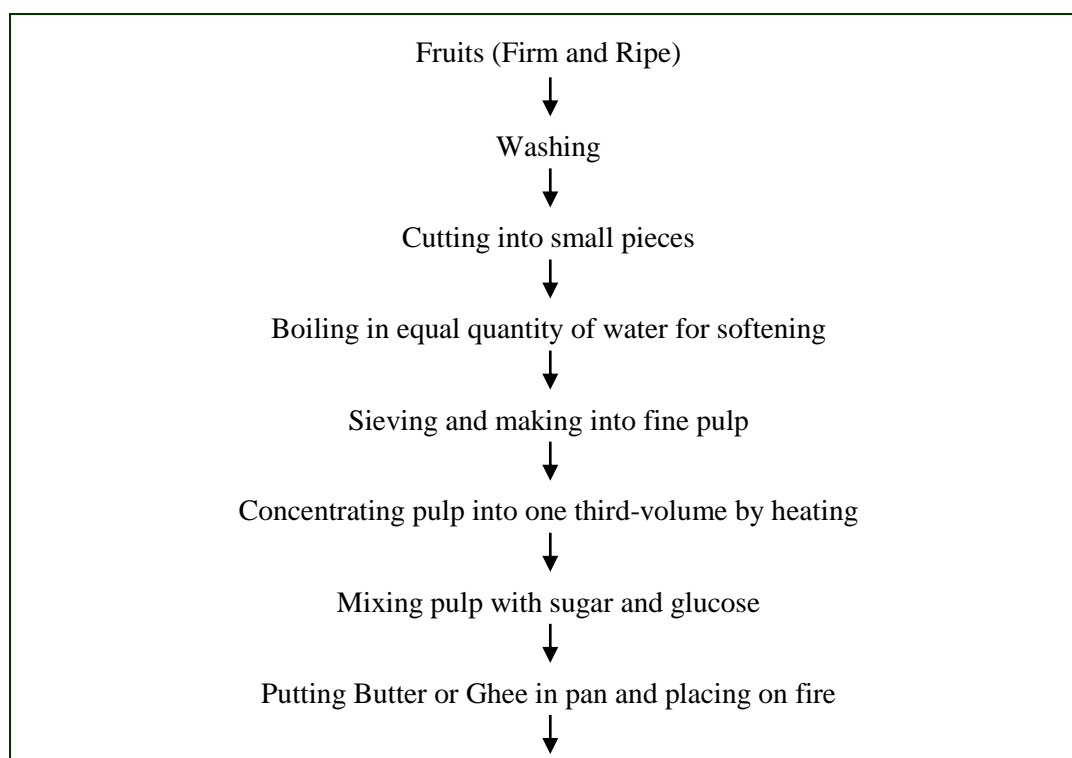 Fruits (Firm and Ripe)
Washing
Cutting into small pieces
Boiling in equal quantity of water for softening
Sieving and making into fine pulp
Concentrating pulp into one third-volume by heating
Mixing pulp with sugar and glucose
Putting Butter or Ghee in pan and placing on fire